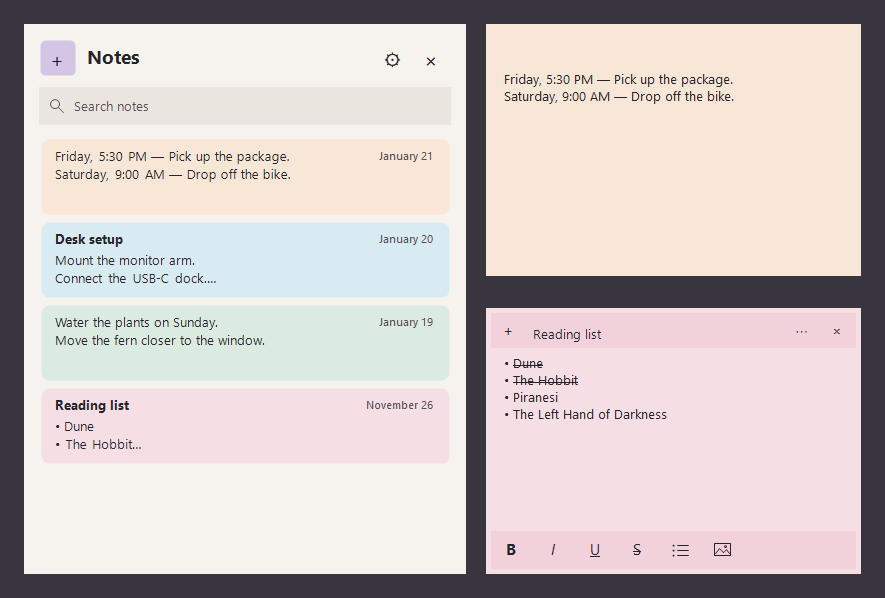 + Notes ×
Search notes
Friday, 5:30 PM — Pick up the package. January 21
Saturday, 9:00 AM — Drop off the bike.
Desk setup January 20
Mount the monitor arm.
Connect the USB-C dock....
Water the plants on Sunday. January 19
Move the fern closer to the window.
Reading list November 26
• Dune
• The Hobbit...
Friday, 5:30 PM — Pick up the package.
Saturday, 9:00 AM — Drop off the bike.
+ Reading list ... ×
• Dune
• The Hobbit
• Piranesi
• The Left Hand of Darkness
B I U S